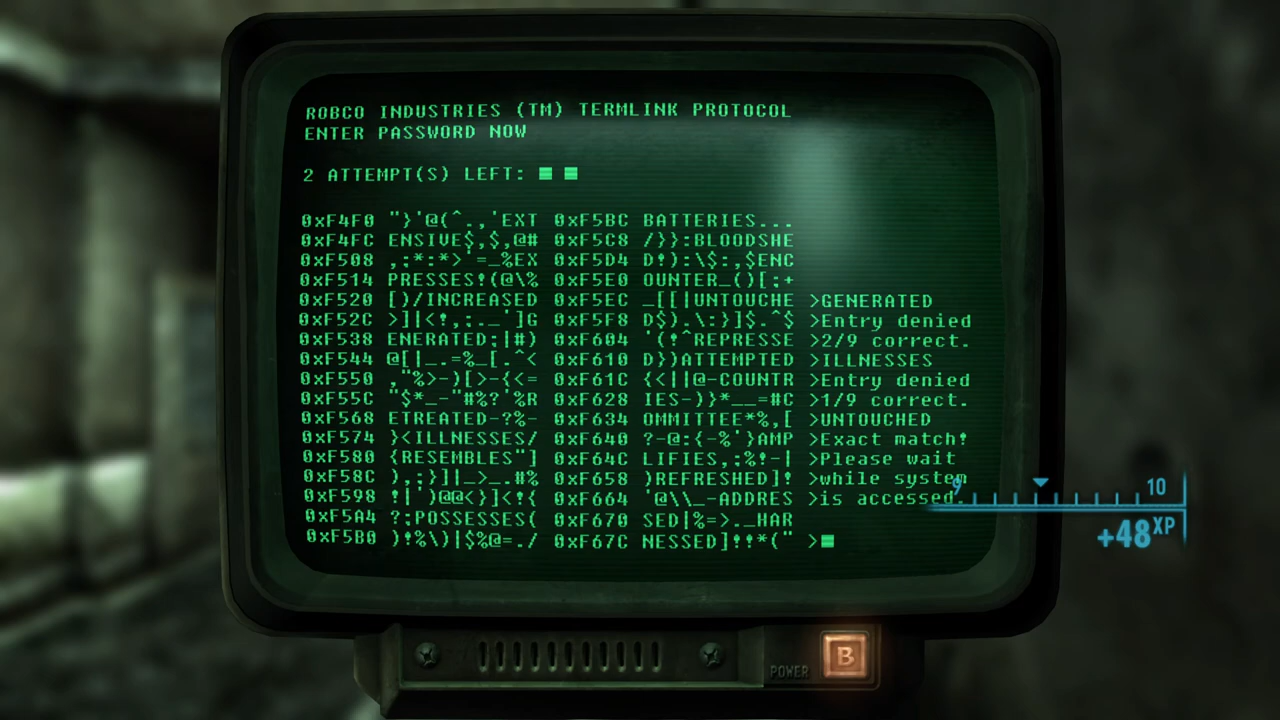 ROBCO INDUSTRIES (TM) TERMLINK PROTOCOL
ENTER PASSWORD NOW
2 ATTEMPT(S) LEFT: ■ ■
0xF4F0 "}'@(^.,'EXT 0xF5BC BATTERIES...
0xF4FC ENSIVE$,$,@# 0xF5C8 /}}:BLOODSHE
0xF508 ,:*:*>'=_%EX 0xF5D4 D!):\$:,$ENC
0xF514 PRESSES!(@\% 0xF5E0 OUNTER_()[;+
0xF520 [)/INCREASED 0xF5EC _[[|UNTOUCHE >GENERATED
0xF52C >]|<!,;._']G 0xF5F8 D$).\:}]$.^$ >Entry denied
0xF538 ENERATED;|#) 0xF604 '(!^REPRESSE >2/9 correct.
0xF544 @[|_.=%_[.^< 0xF610 D})ATTEMPTED >ILLNESSES
0xF550 ,"%>-)[>-{<= 0xF61C {<||@-COUNTR >Entry denied
0xF55C "$*_-"#%?'%R 0xF628 IES-)}*__=#C >1/9 correct.
0xF568 ETREATED-?%- 0xF634 OMMITTEE*%,[ >UNTOUCHED
0xF574 }<ILLNESSES/ 0xF640 ?-@:{-%'}AMP >Exact match!
0xF580 {RESEMBLES"] 0xF64C LIFIES,;%!-| >Please wait
0xF58C ),;}]|_>_.#% 0xF658 )REFRESHED]! >while system
0xF598 !|')@@<}]<!{ 0xF664 '@\\_-ADDRES >is accessed.
0xF5A4 ?;POSSESSES( 0xF670 SED|%=>._HAR
0xF5B0 )!%\)|$%@=./ 0xF67C NESSED]!!*(" >■
9 10
+48 XP
POWER B